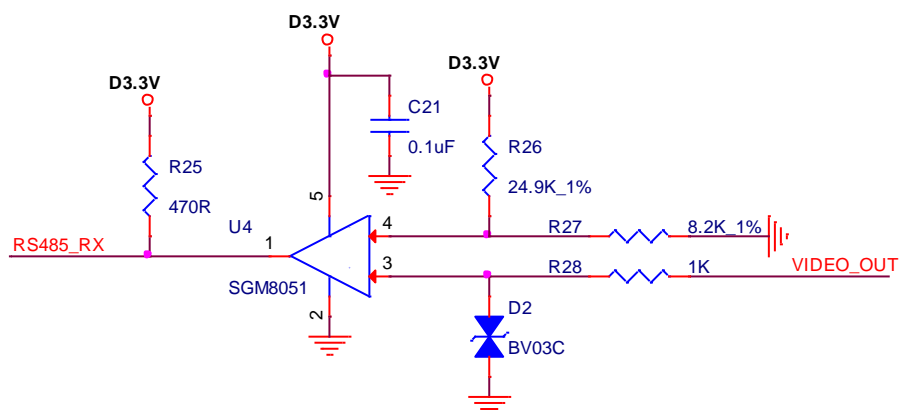 D3.3V
D3.3V
D3.3V
C21
0.1uF
R25
470R
R26
24.9K_1%
5
U4
4
R27
8.2K_1%
RS485_RX
1
3
R28
1K
VIDEO_OUT
SGM8051
2
D2
BV03C